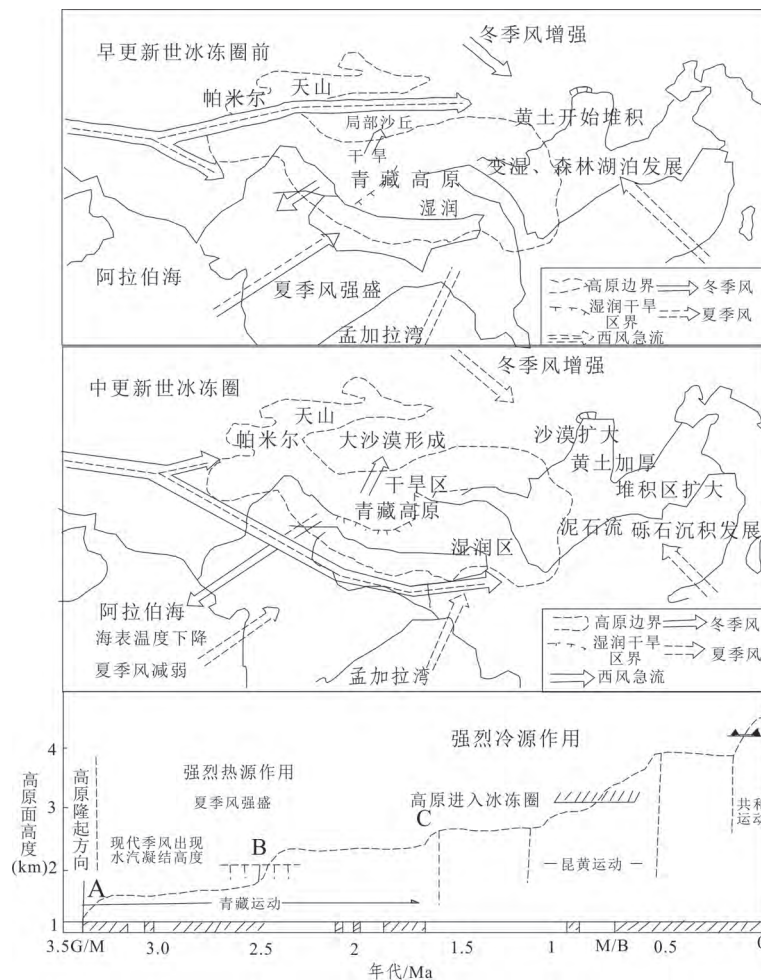 早更新世冰冻圈前
冬季风增强
天山
帕米尔
局部沙丘
黄土开始堆积
干旱
青藏高原
变湿、森林湖泊发展
湿润
阿拉伯海
夏季风强盛
孟加拉湾
高原边界 冬季风
湿润干旱
区界 夏季风
西风急流
中更新世冰冻圈
冬季风增强
天山
帕米尔
大沙漠形成
沙漠扩大
黄土加厚
干旱区
堆积区扩大
青藏高原
泥石流 砾石沉积发展
湿润区
阿拉伯海
海表温度下降
夏季风减弱
孟加拉湾
高原边界 冬季风
湿润干旱
区界 夏季风
西风急流
高原面高度
(km)
4
3
2
1
高原隆起方向
强烈热源作用
夏季风强盛
强烈冷源作用
现代季风出现
水汽凝结高度
高原进入冰冻圈
A
B
C
青藏运动
昆黄运动
共和
运动
3.5 G/M 3.0 2.5 2 1.5 1 M/B 0.5 0
年代/Ma